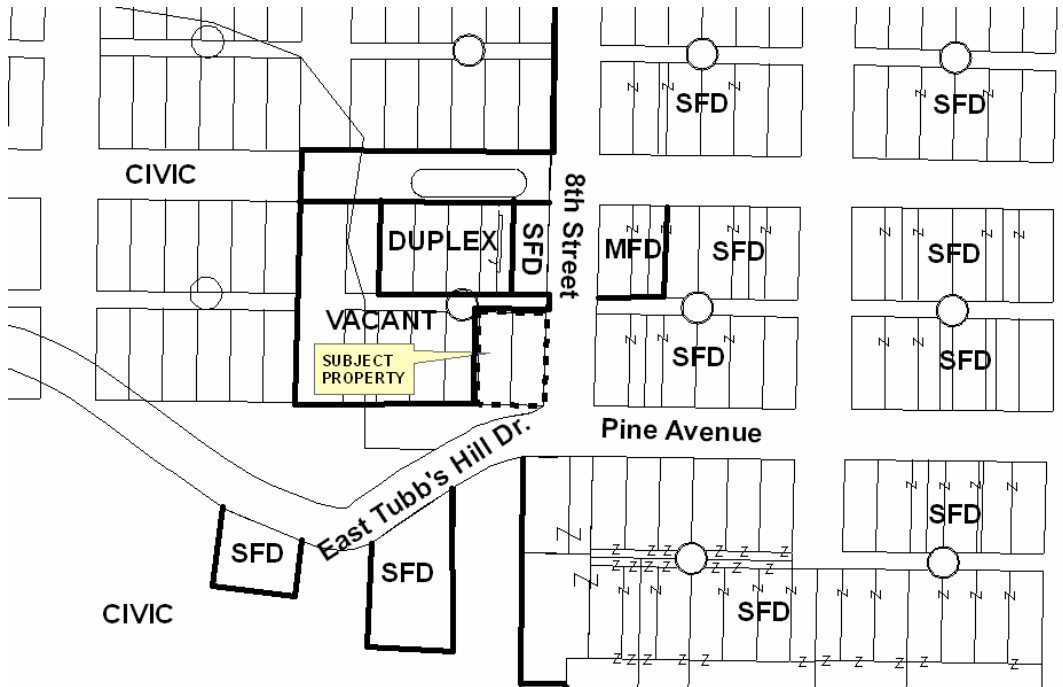 SFD
SFD
CIVIC
8th Street
DUPLEX
SFD
MFD
SFD
SFD
VACANT
SUBJECT
PROPERTY
SFD
SFD
Pine Avenue
East Tubb's Hill Dr.
SFD
SFD
SFD
CIVIC
SFD